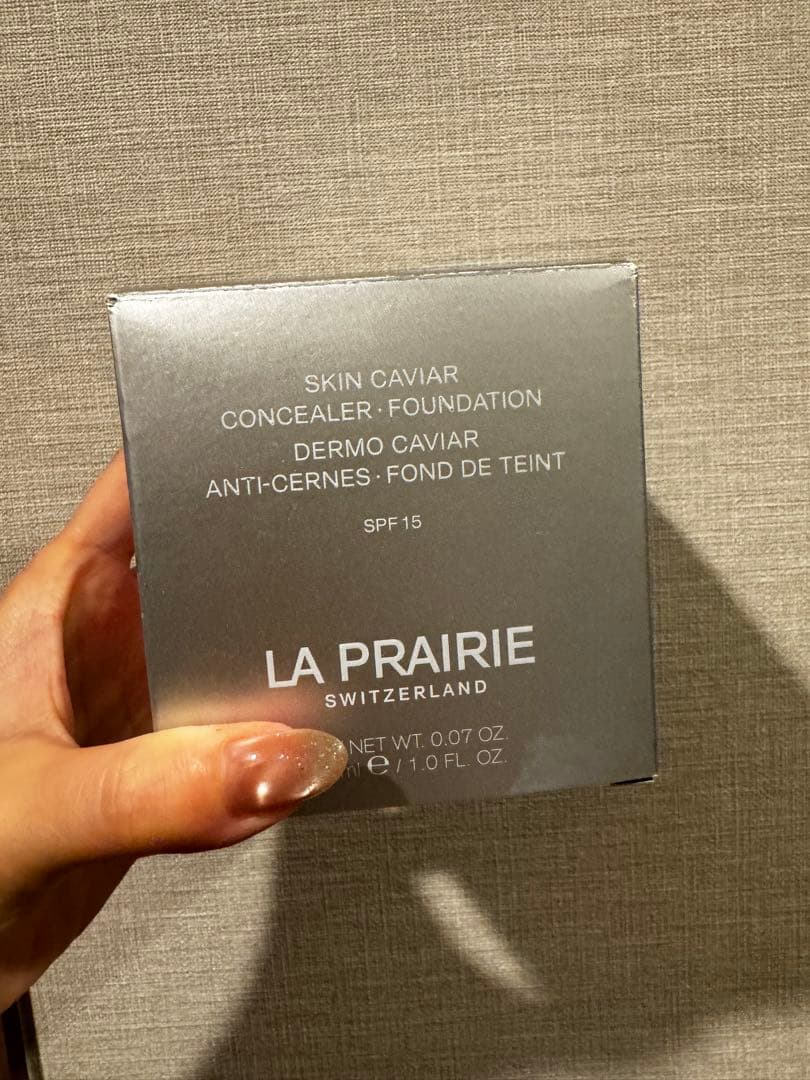 SKIN CAVIAR
CONCEALER · FOUNDATION
DERMO CAVIAR
ANTI-CERNES · FOND DE TEINT
SPF 15
LA PRAIRIE
SWITZERLAND
NET WT. 0.07 OZ.
ml ℮ / 1.0 FL. OZ.